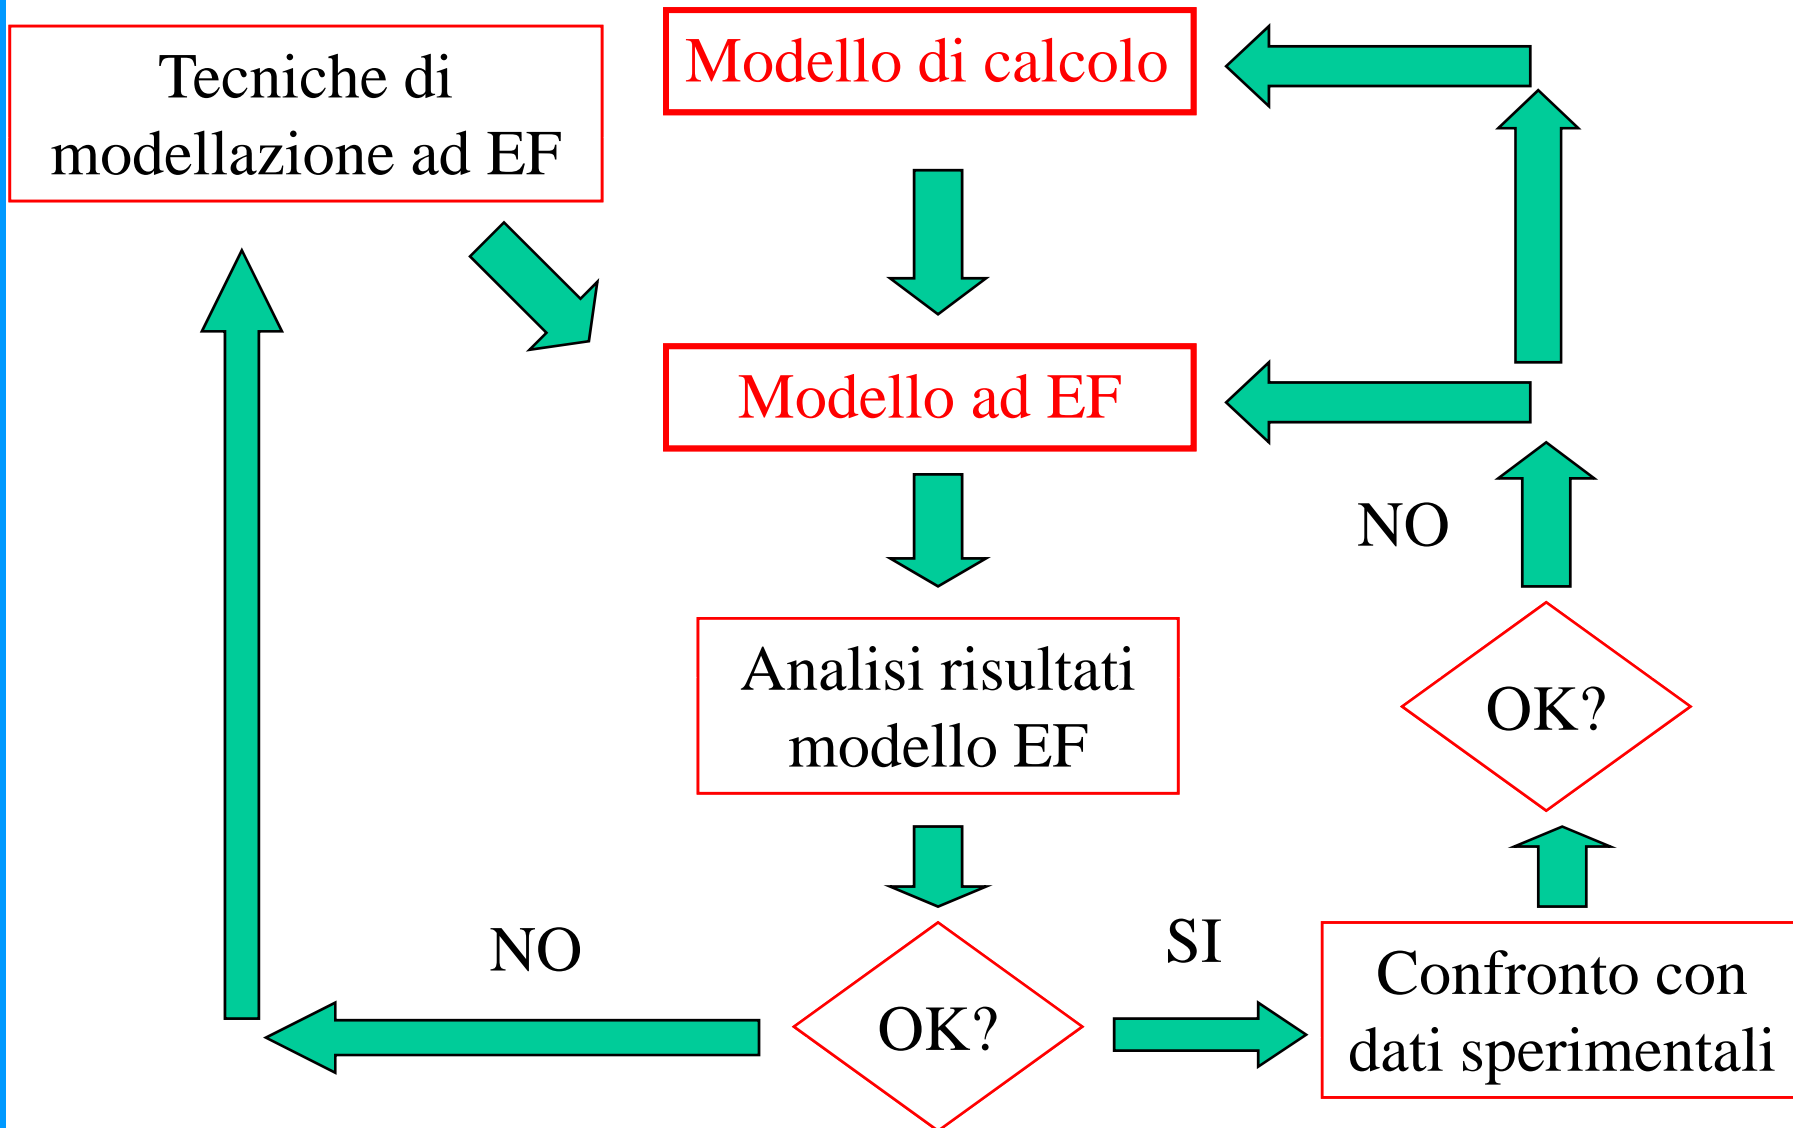 Tecniche di
modellazione ad EF
Modello di calcolo
Modello ad EF
NO
Analisi risultati
modello EF
OK?
NO
SI
OK?
Confronto con
dati sperimentali